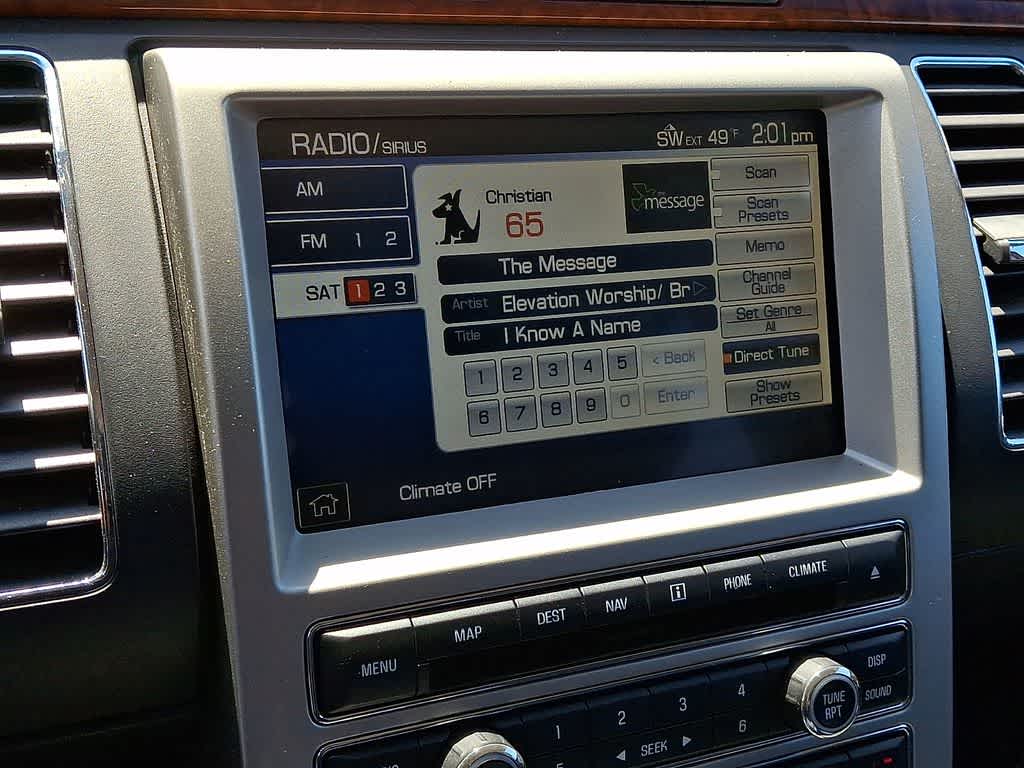 RADIO/SIRIUS SW EXT 49°F 2:01 pm
AM
FM 1 2
SAT 1 2 3
Christian
65
the message
The Message
Artist Elevation Worship/ Br
Title I Know A Name
1 2 3 4 5 < Back
6 7 8 9 0 Enter
Scan
Scan Presets
Memo
Channel Guide
Set Genre
All
Direct Tune
Show Presets
Climate OFF
MENU MAP DEST NAV i PHONE CLIMATE
1 2 3 4
SEEK 6
TUNE
RPT
DISP
SOUND